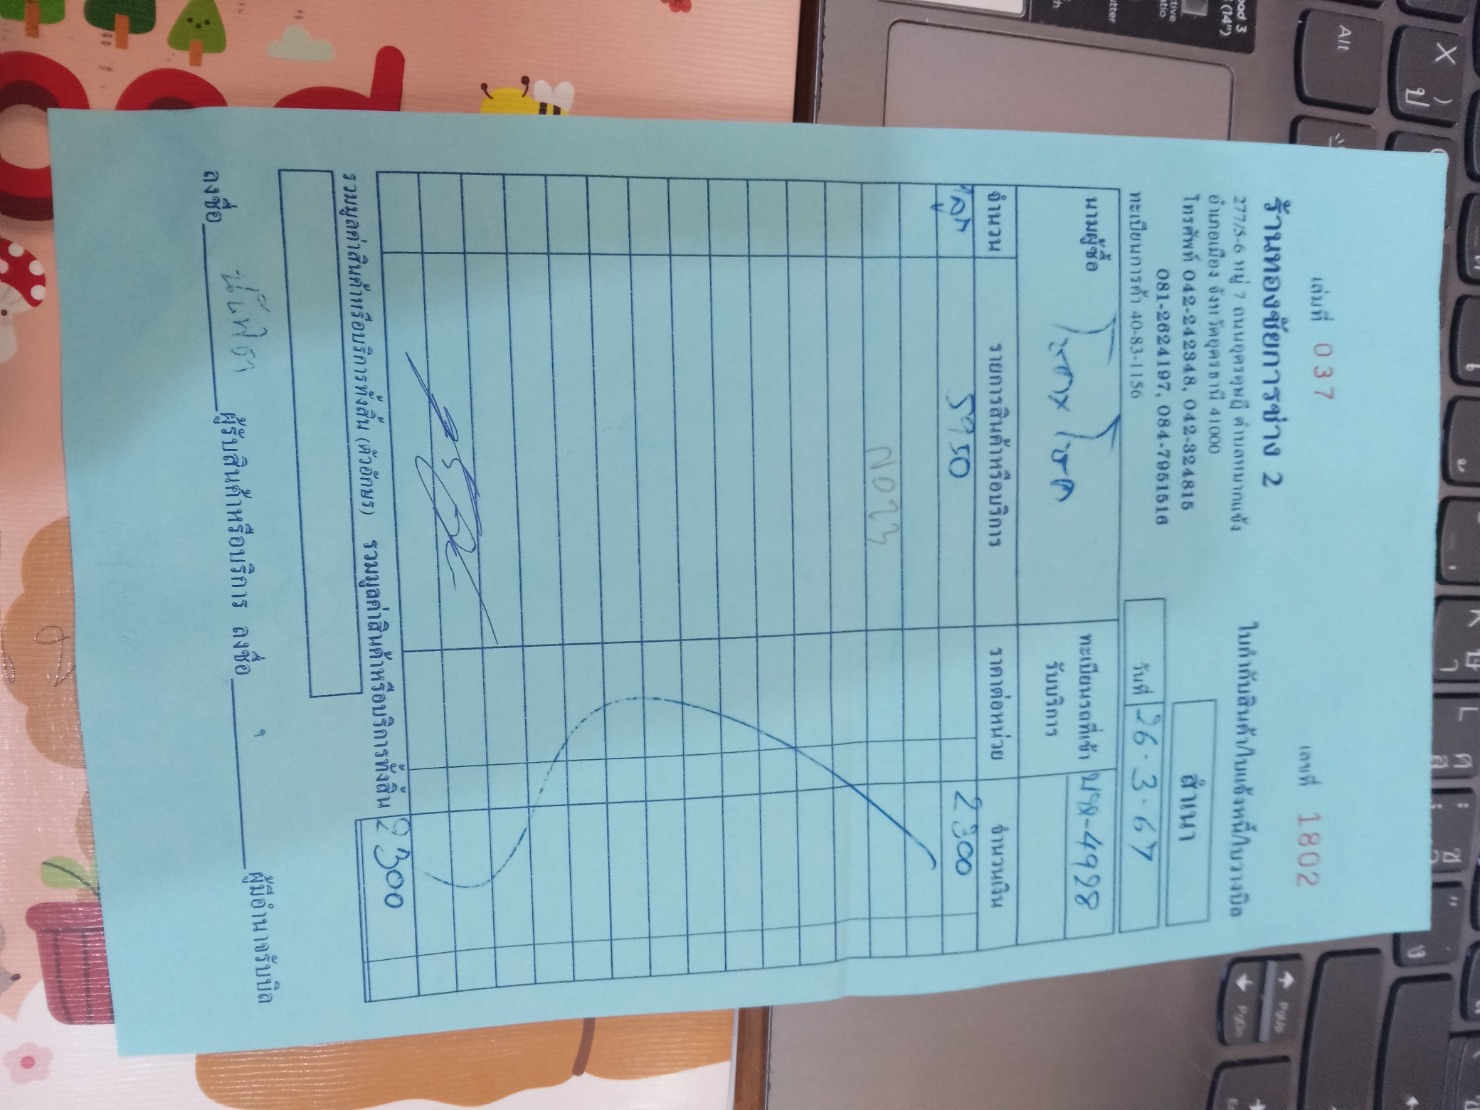 เล่มที่ 037
เลขที่ 1802
ร้านทองชัยการช่าง 2
ใบกำกับสินค้า/ใบแจ้งหนี้/ใบวางบิล
277/5-6 หมู่ 7 ถนนอุดรดุษฎี ตำบลหมากแข้ง
อำเภอเมือง จังหวัดอุดรธานี 41000
โทรศัพท์ 042-242348, 042-324815
081-2624197, 084-7951516
สำเนา
ทะเบียนการค้า 40-83-1156
วันที่ 26.3.67
นามผู้ซื้อ
ทะเบียนรถที่เข้ารับบริการ
-4998
จำนวน รายการสินค้าหรือบริการ ราคาต่อหน่วย จำนวนเงิน
5950 2300
NO23
รวมมูลค่าสินค้าหรือบริการทั้งสิ้น (ตัวอักษร) รวมมูลค่าสินค้าหรือบริการทั้งสิ้น 2300
ลงชื่อ ผู้รับสินค้าหรือบริการ ลงชื่อ ผู้มีอำนาจรับบิล
Alt
X
PgUp
PgDn